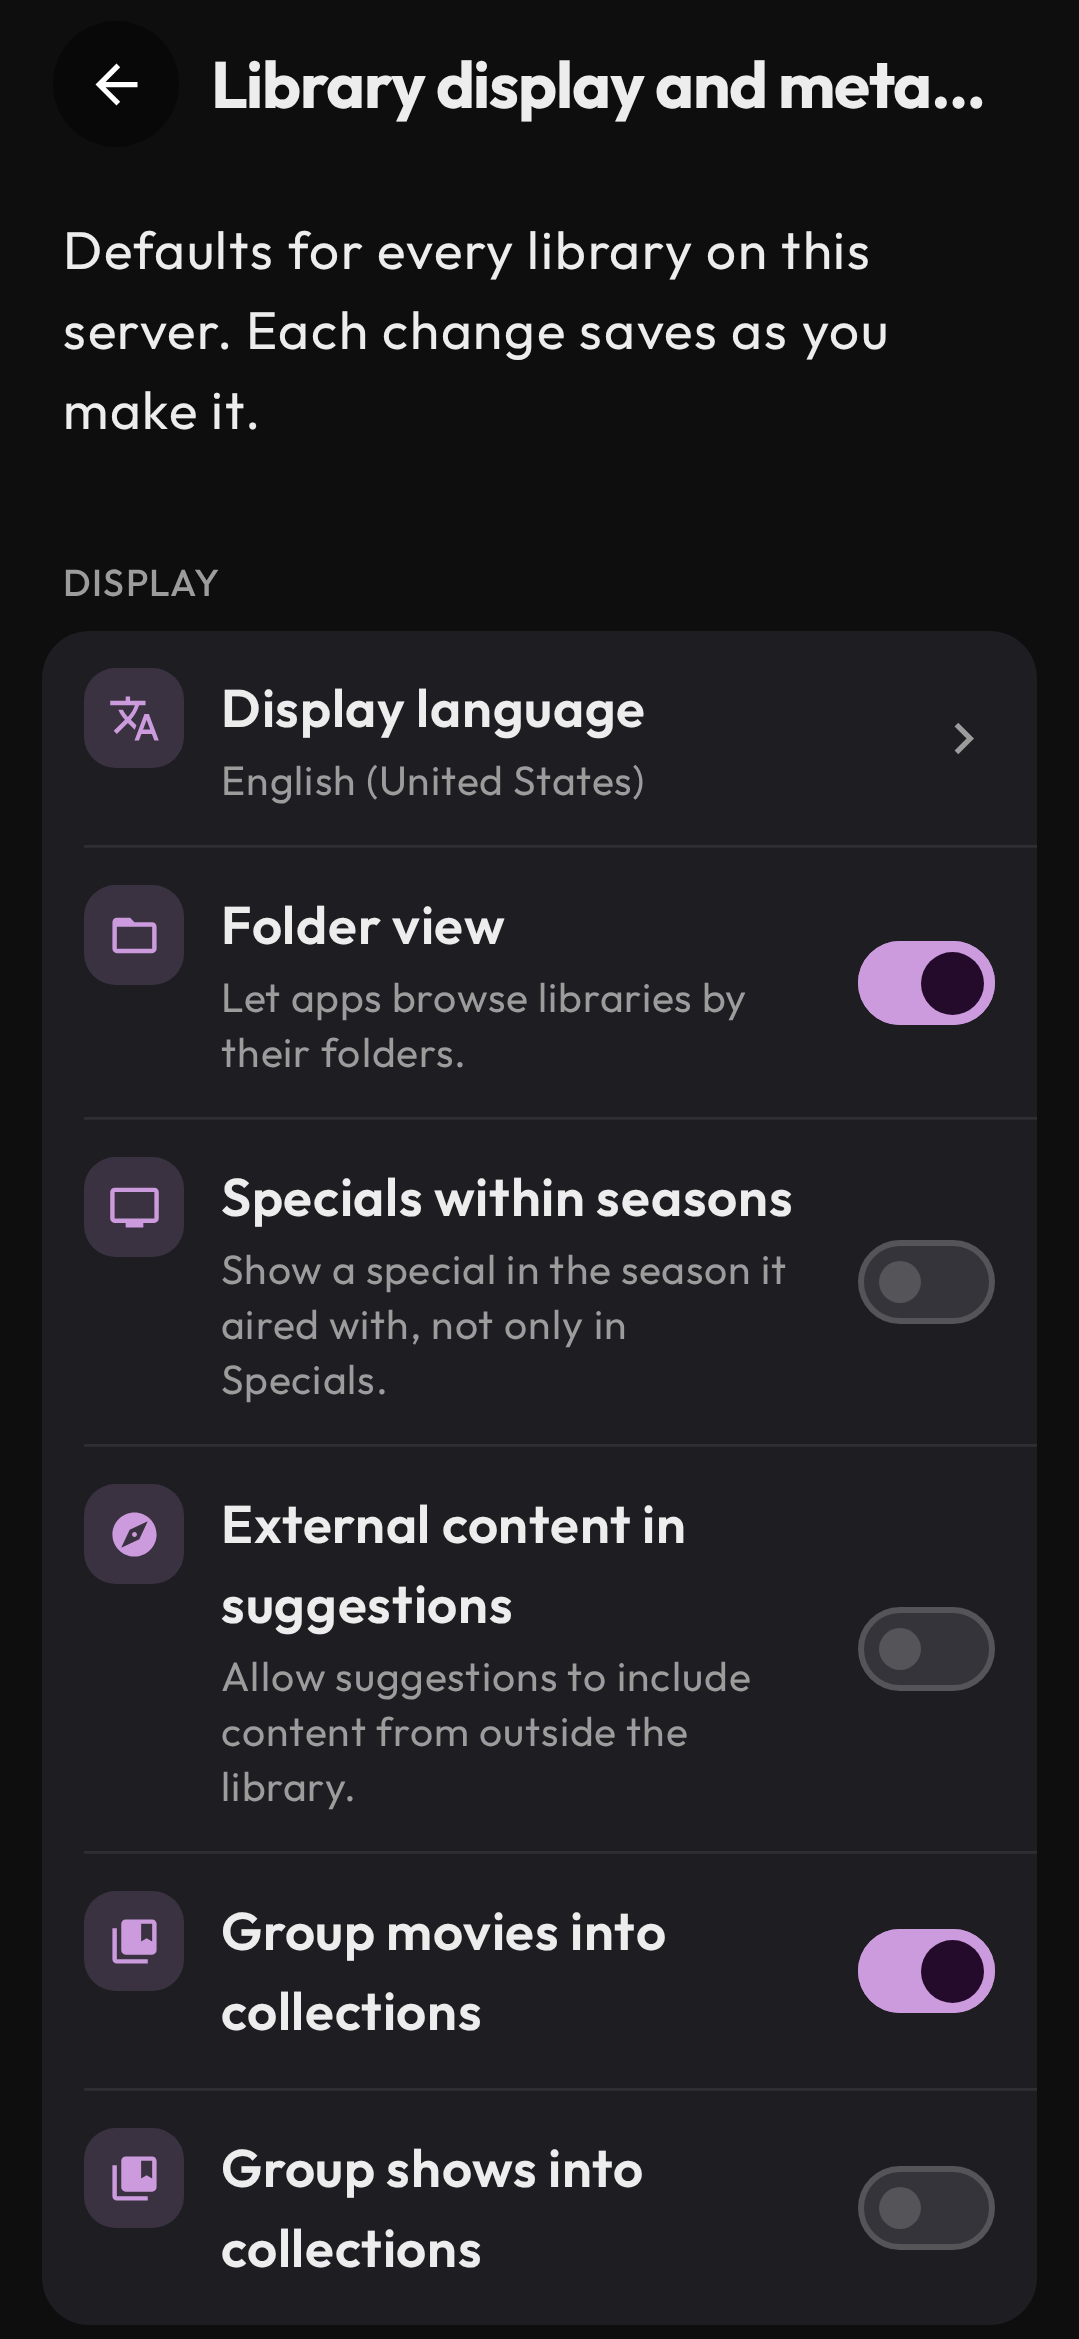 Library display and meta...
Defaults for every library on this
server. Each change saves as you
make it.
DISPLAY
Display language
English (United States)
Folder view
Let apps browse libraries by
their folders.
Specials within seasons
Show a special in the season it
aired with, not only in
Specials.
External content in
suggestions
Allow suggestions to include
content from outside the
library.
Group movies into
collections
Group shows into
collections